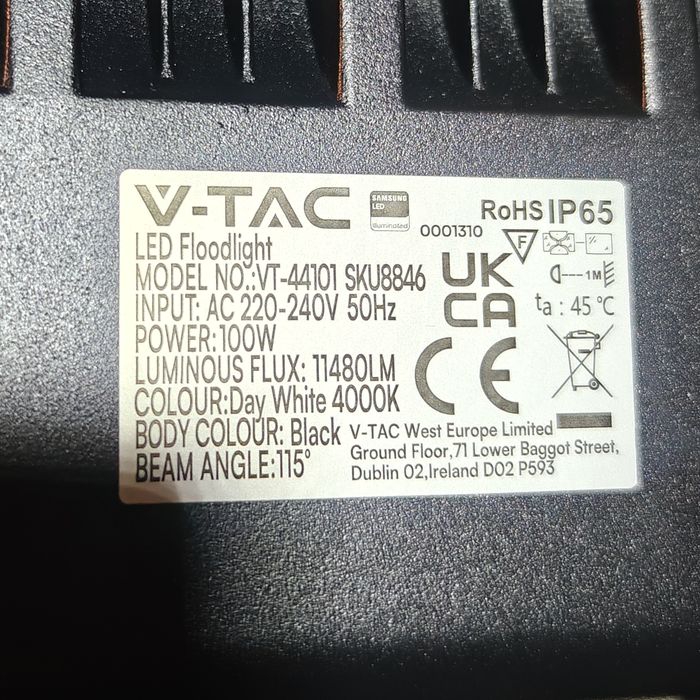 V-TAC
SAMSUNG
LED
illuminated
0001310
RoHS IP65
F
LED Floodlight
MODEL NO.:VT-44101 SKU8846
UK
CA
1M
INPUT: AC 220-240V 50Hz
ta : 45 °C
POWER:100W
LUMINOUS FLUX: 11480LM
CE
COLOUR:Day White 4000K
BODY COLOUR: Black
BEAM ANGLE:115°
V-TAC West Europe Limited
Ground Floor,71 Lower Baggot Street,
Dublin 02,Ireland D02 P593